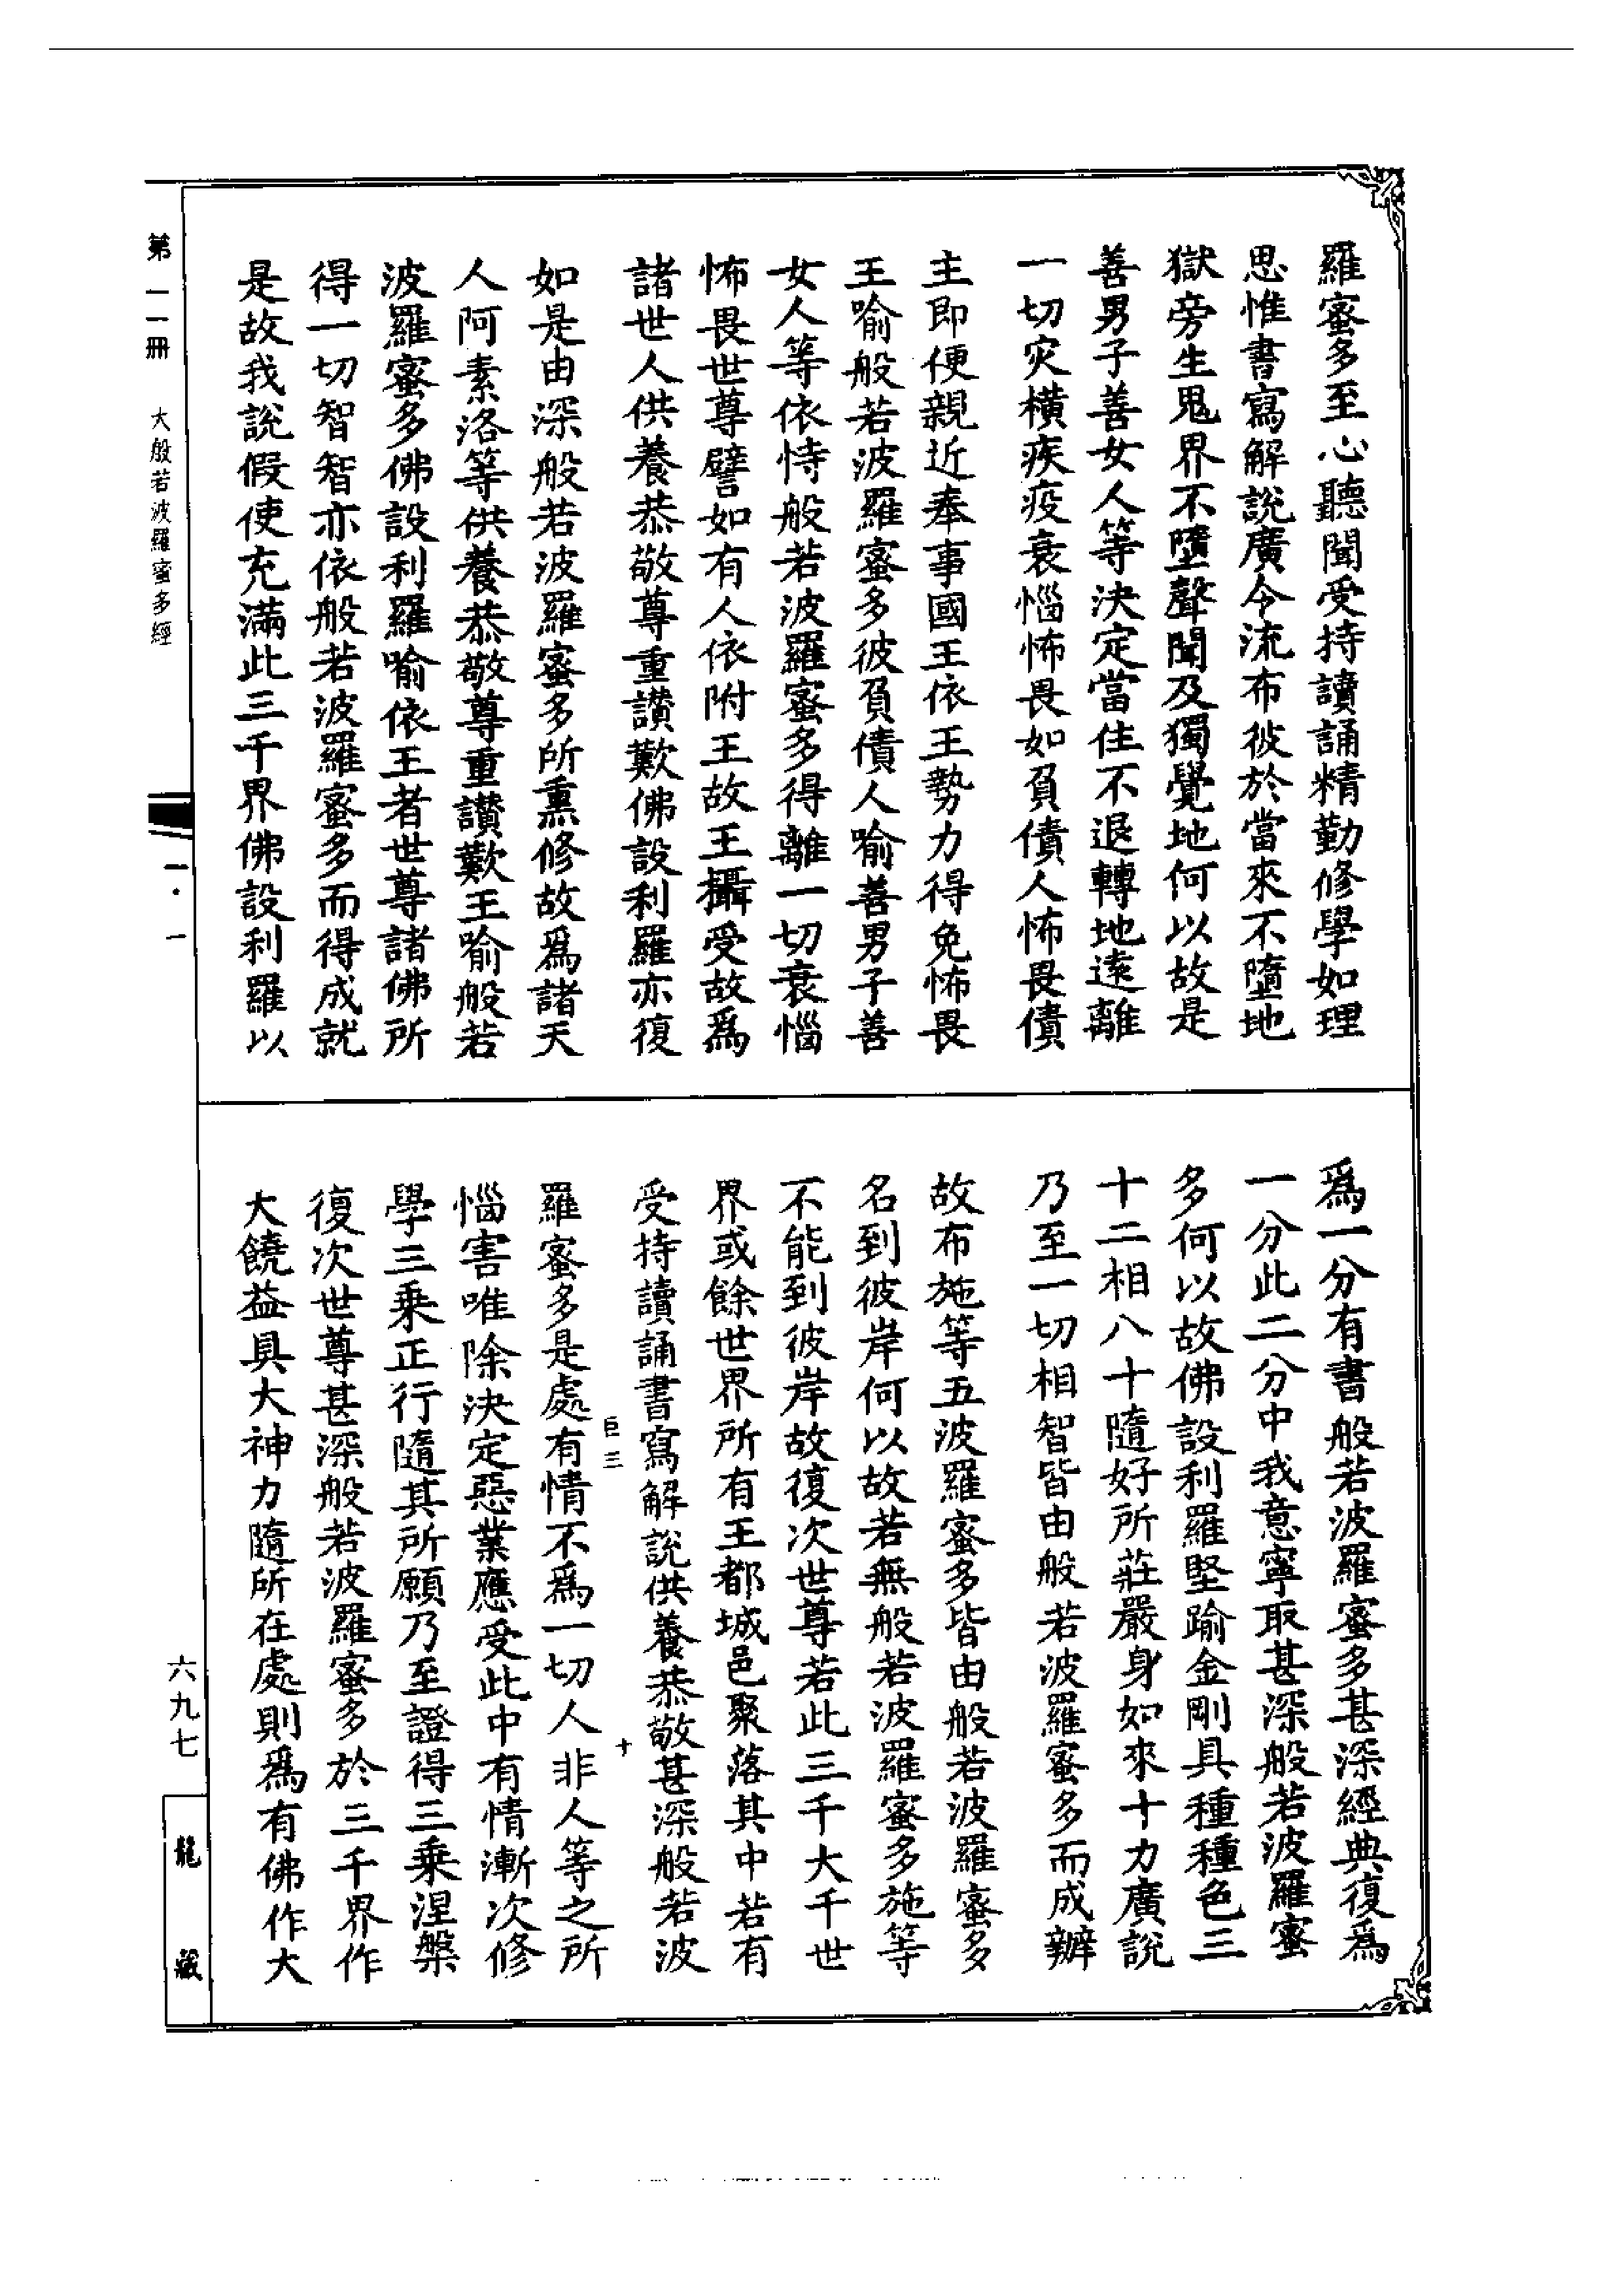 羅蜜多至心聽聞受持讀誦精勤修學如理
思惟書寫解說廣令流布彼於當來不墮地
獄旁生鬼界不墮聲聞及獨覺地何以故是
善男子善女人等決定當住不退轉地遠離
一切灾橫疾疫衰惱怖畏如負債人怖畏債
主即便親近奉事國王依王勢力得免怖畏
王喻般若波羅蜜多彼負債人喻善男子善
女人等依恃般若波羅蜜多得離一切衰惱
怖畏世尊譬如有人依附王故王攝受故爲
諸世人供養恭敬尊重讚歎佛設利羅亦復
如是由深般若波羅蜜多所熏修故爲諸天
人阿素洛等供養恭敬尊重讚歎王喻般若
波羅蜜多佛設利羅喻依王者世尊諸佛所
得一切智智亦依般若波羅蜜多而得成就
是故我說假使充滿此三千界佛設利羅以
爲一分有書般若波羅蜜多甚深經典復爲
一分此二分中我意寧取甚深般若波羅蜜
多何以故佛設利羅堅踰金剛具種種色三
十二相八十隨好所莊嚴身如來十力廣說
乃至一切相智皆由般若波羅蜜多而成辦
故布施等五波羅蜜多皆由般若波羅蜜多
名到彼岸何以故若無般若波羅蜜多施等
不能到彼岸故復次世尊若此三千大千世
界或餘世界所有王都城邑聚落其中若有
受持讀誦書寫解說供養恭敬甚深般若波
巨三 十
羅蜜多是處有情不爲一切人非人等之所
惱害唯除決定惡業應受此中有情漸次修
學三乘正行隨其所願乃至證得三乘涅槃
復次世尊甚深般若波羅蜜多於三千界作
大饒益具大神力隨所在處則爲有佛作大
第一一冊 大般若波羅蜜多經 一·一
六九七 龍藏